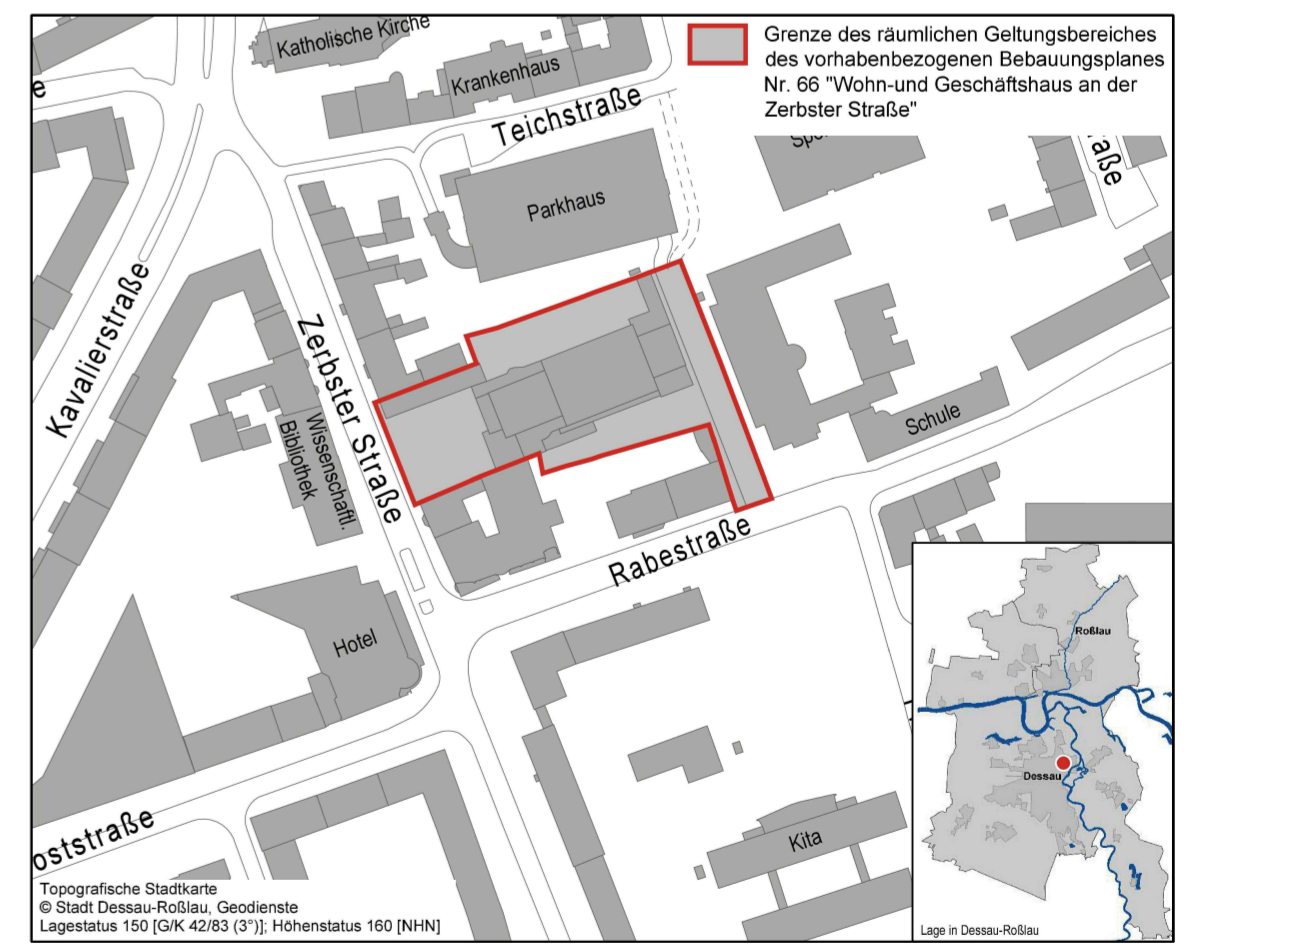 Katholische Kirche
Krankenhaus
Grenze des räumlichen Geltungsbereiches
des vorhabenbezogenen Bebauungsplanes
Nr. 66 "Wohn-und Geschäftshaus an der
Zerbster Straße"
Teichstraße
Parkhaus
Kavalierstraße
Zerbster Straße
Wissenschaftl.
Bibliothek
Schule
Rabestraße
Hotel
Roßlau
Dessau
Kita
Topografische Stadtkarte
© Stadt Dessau-Roßlau, Geodienste
Lagestatus 150 [G/K 42/83 (3°)]; Höhenstatus 160 [NHN]
Lage in Dessau-Roßlau